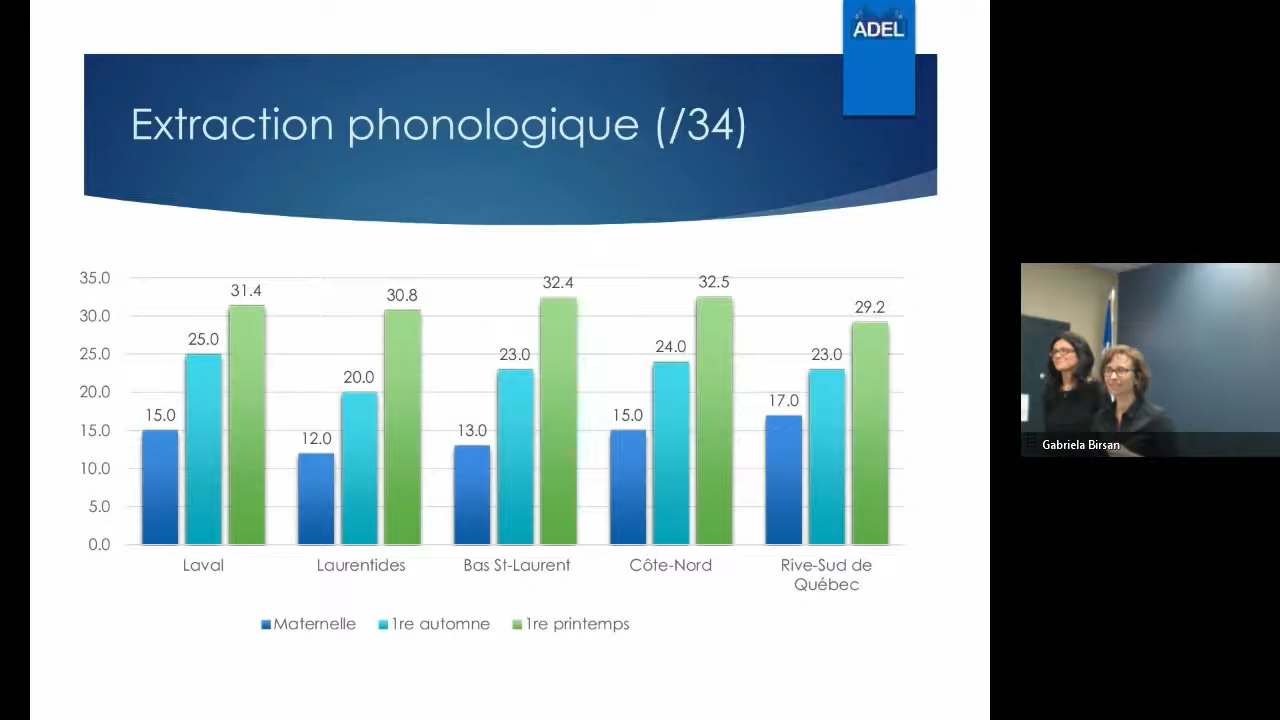 ADEL
Extraction phonologique (/34)
35.0
30.0
25.0
20.0
15.0
10.0
5.0
0.0
15.0
25.0
31.4
12.0
20.0
30.8
13.0
23.0
32.4
15.0
24.0
32.5
17.0
23.0
29.2
Laval
Laurentides
Bas St-Laurent
Côte-Nord
Rive-Sud de
Québec
Maternelle
1re automne
1re printemps
Gabriela Birsan